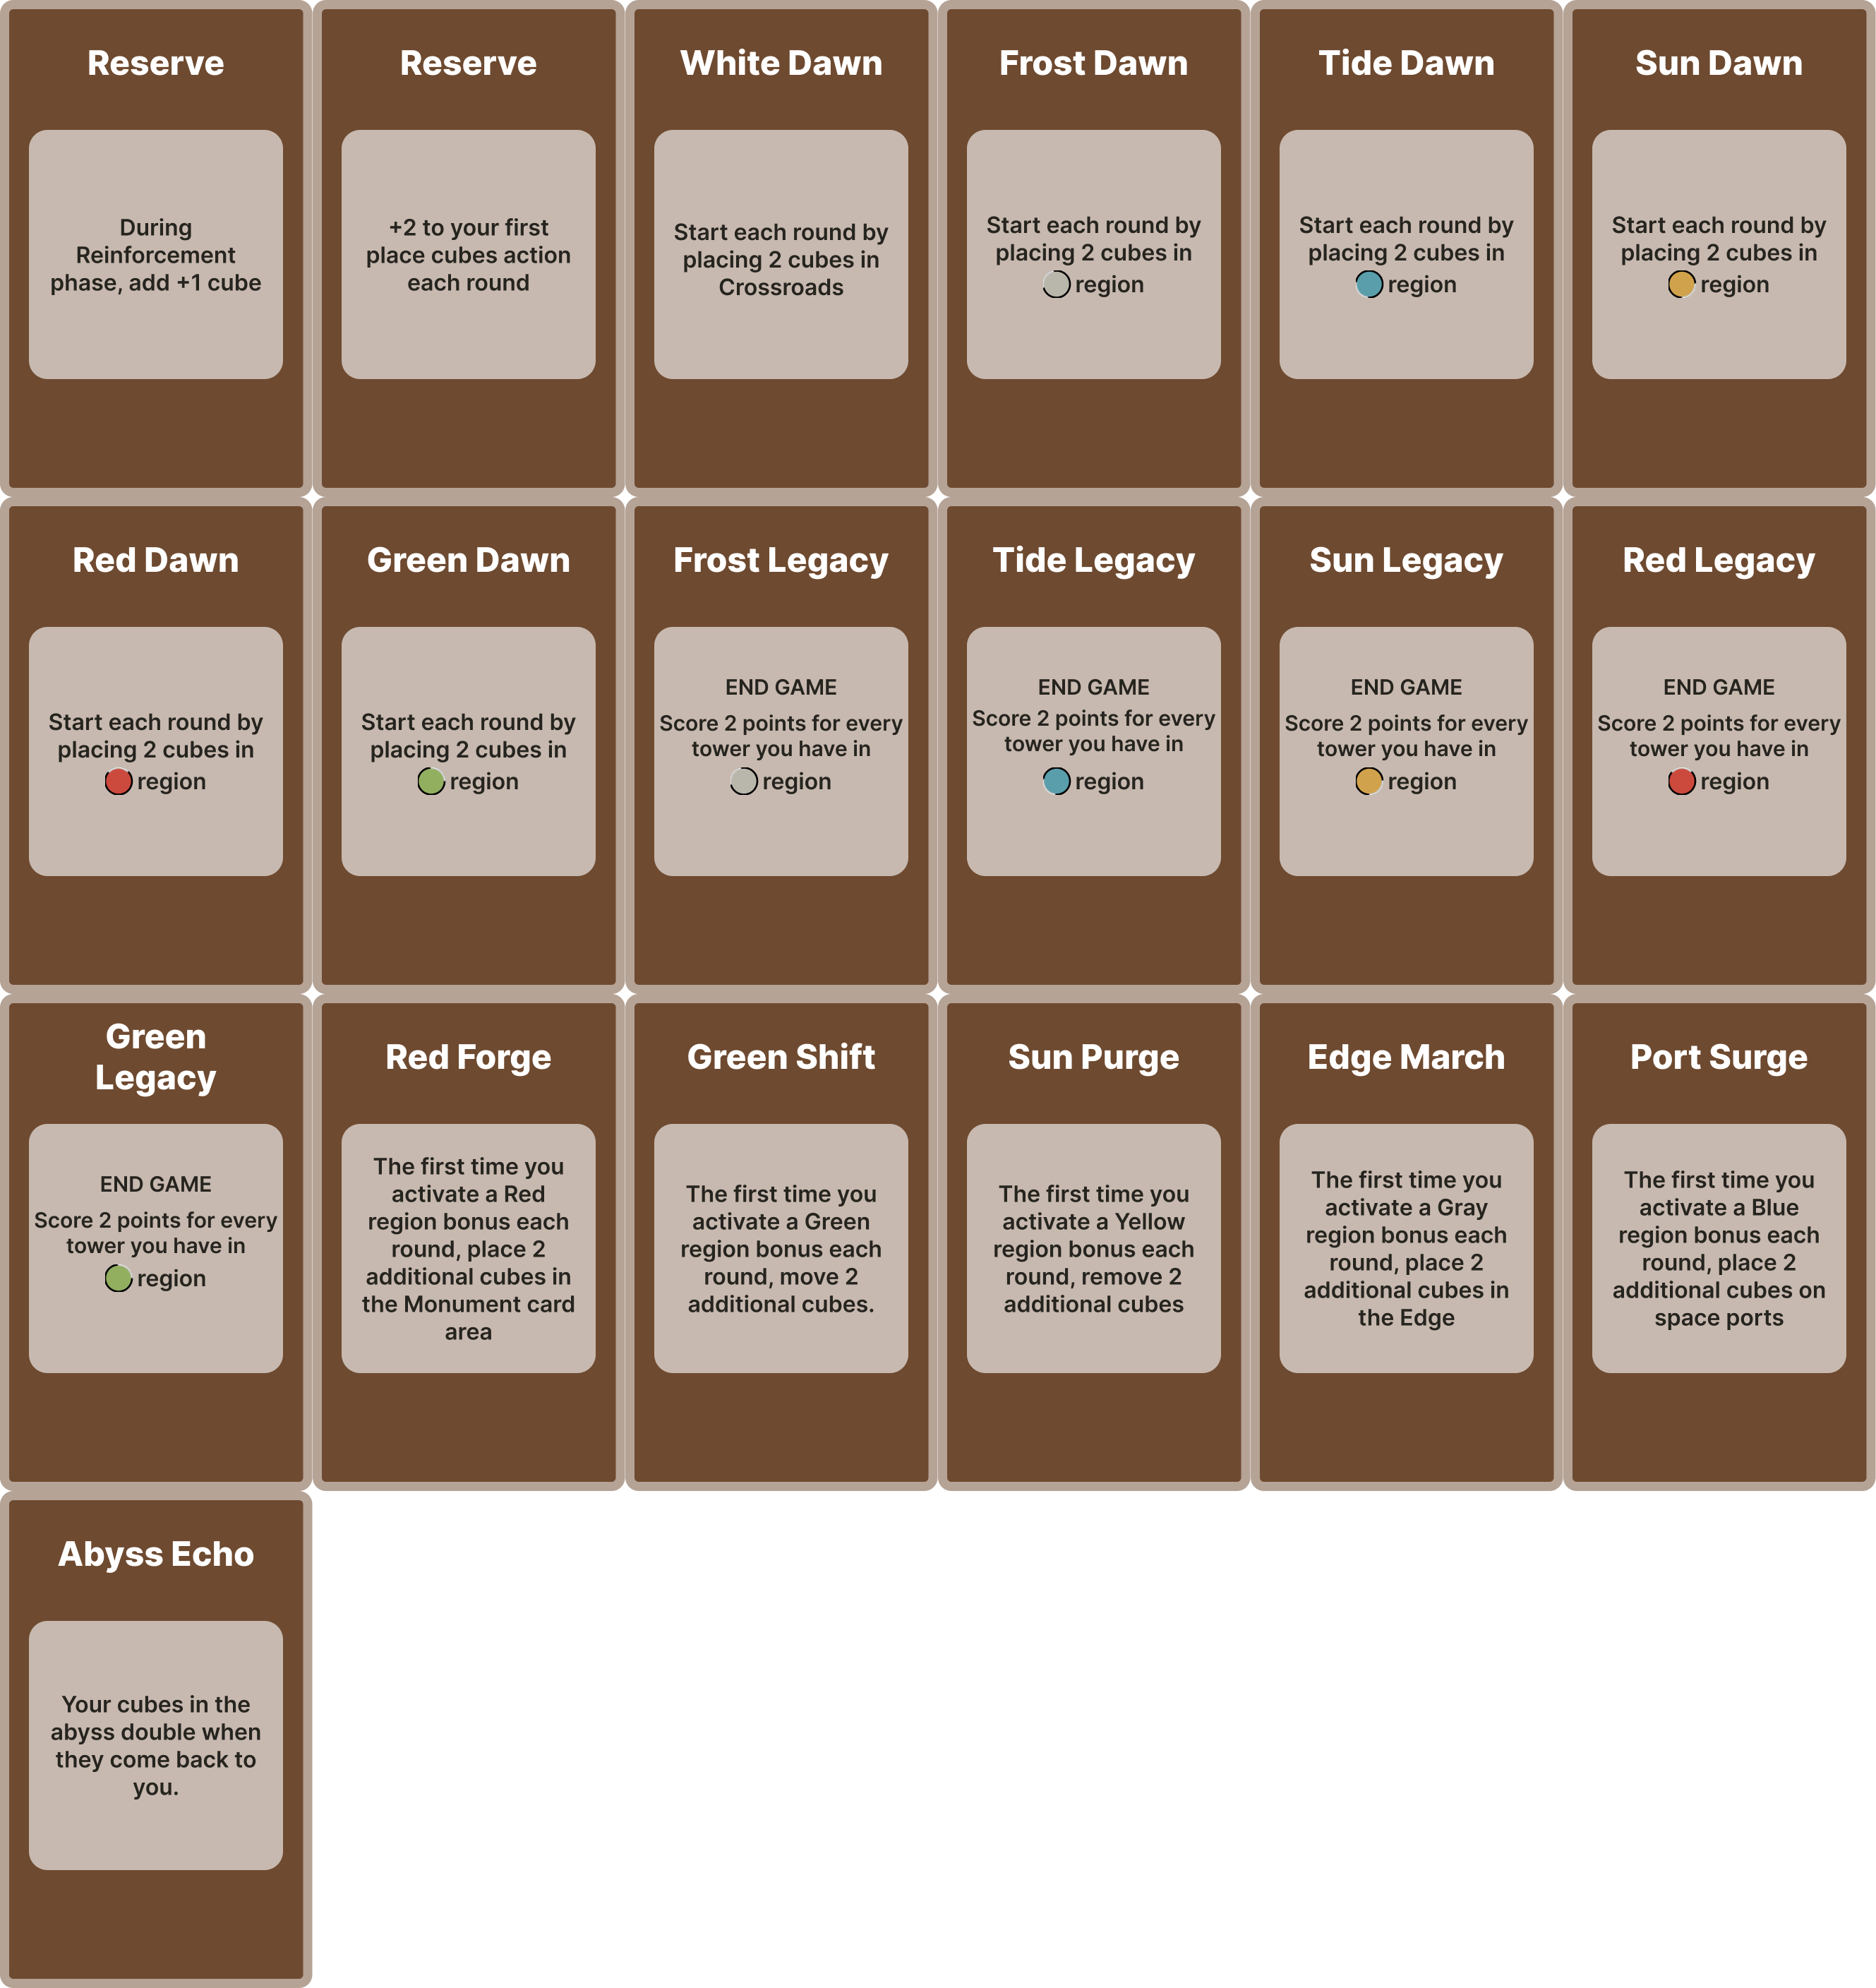 Reserve
During
Reinforcement
phase, add +1 cube
Reserve
+2 to your first
place cubes action
each round
White Dawn
Start each round by
placing 2 cubes in
Crossroads
Frost Dawn
Start each round by
placing 2 cubes in
region
Tide Dawn
Start each round by
placing 2 cubes in
region
Sun Dawn
Start each round by
placing 2 cubes in
region
Red Dawn
Start each round by
placing 2 cubes in
region
Green Dawn
Start each round by
placing 2 cubes in
region
Frost Legacy
END GAME
Score 2 points for every
tower you have in
region
Tide Legacy
END GAME
Score 2 points for every
tower you have in
region
Sun Legacy
END GAME
Score 2 points for every
tower you have in
region
Red Legacy
END GAME
Score 2 points for every
tower you have in
region
Green
Legacy
END GAME
Score 2 points for every
tower you have in
region
Red Forge
The first time you
activate a Red
region bonus each
round, place 2
additional cubes in
the Monument card
area
Green Shift
The first time you
activate a Green
region bonus each
round, move 2
additional cubes.
Sun Purge
The first time you
activate a Yellow
region bonus each
round, remove 2
additional cubes
Edge March
The first time you
activate a Gray
region bonus each
round, place 2
additional cubes in
the Edge
Port Surge
The first time you
activate a Blue
region bonus each
round, place 2
additional cubes on
space ports
Abyss Echo
Your cubes in the
abyss double when
they come back to
you.